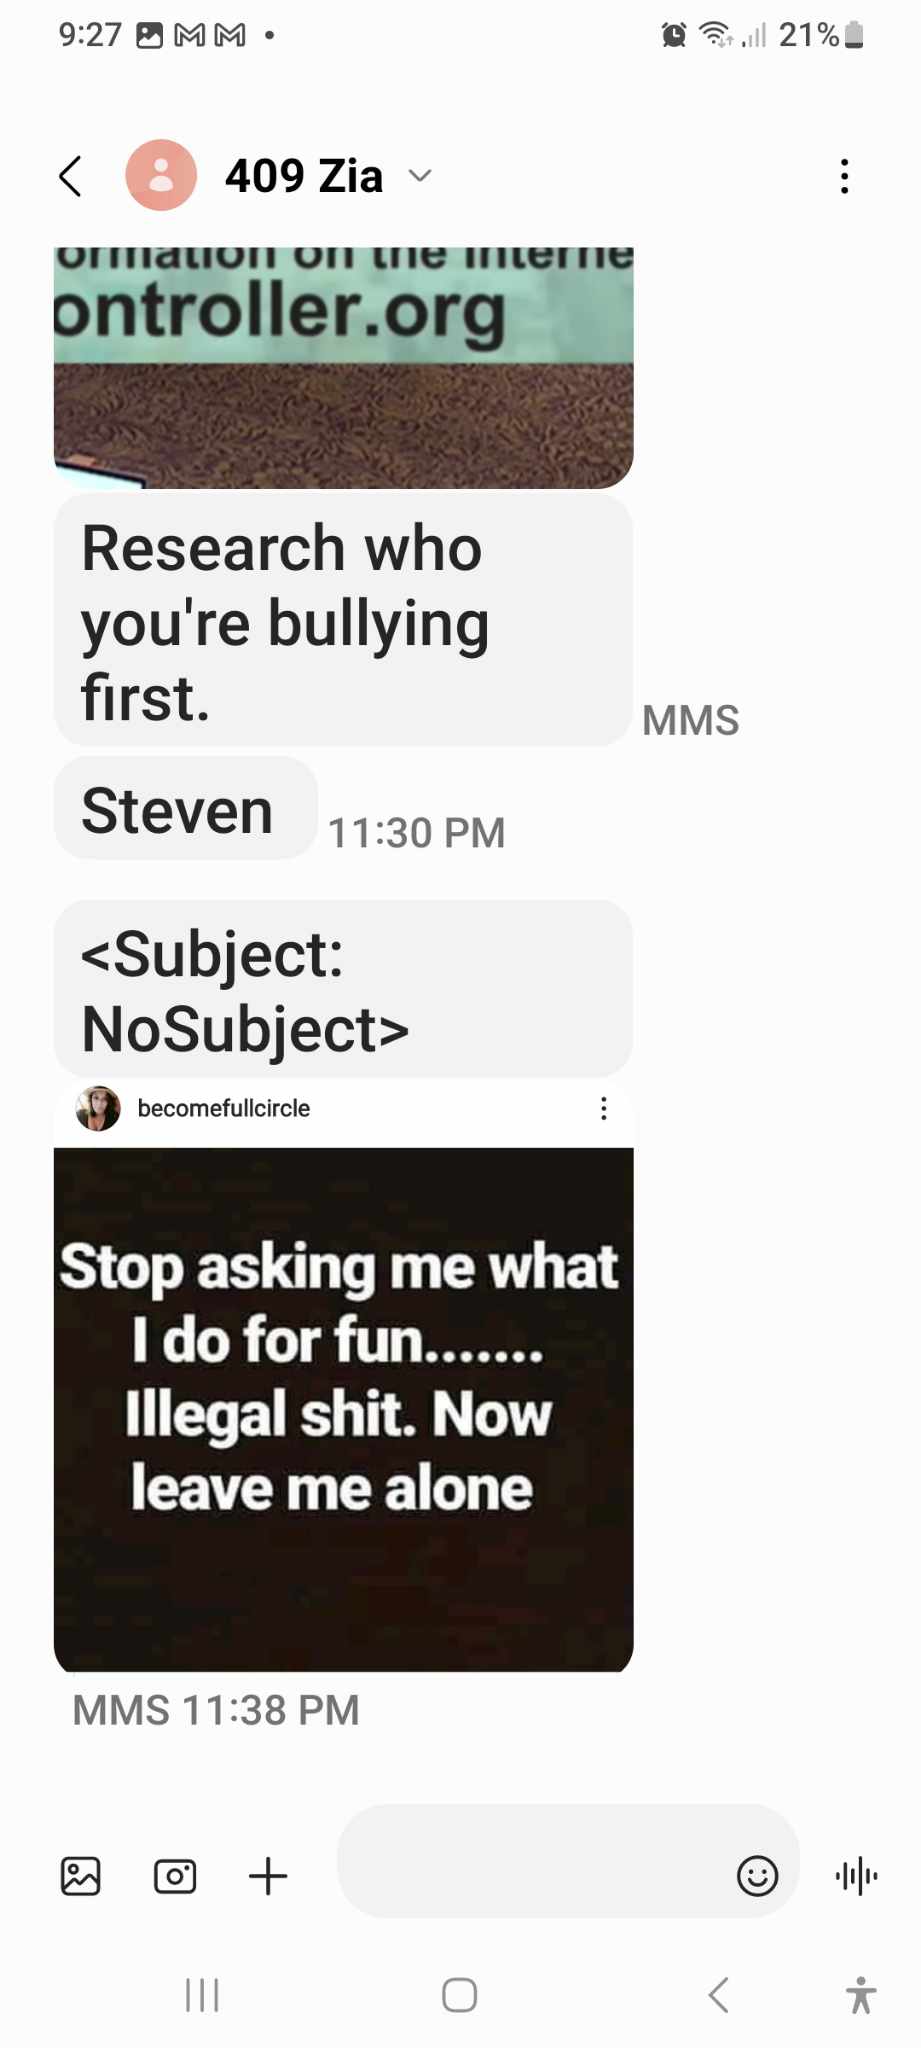 9:27
21%
409 Zia
ormation on the interne
ontroller.org
Research who
you're bullying
first.
MMS
Steven
11:30 PM
<Subject:
NoSubject>
becomefullcircle
Stop asking me what
I do for fun.......
Illegal shit. Now
leave me alone
MMS 11:38 PM